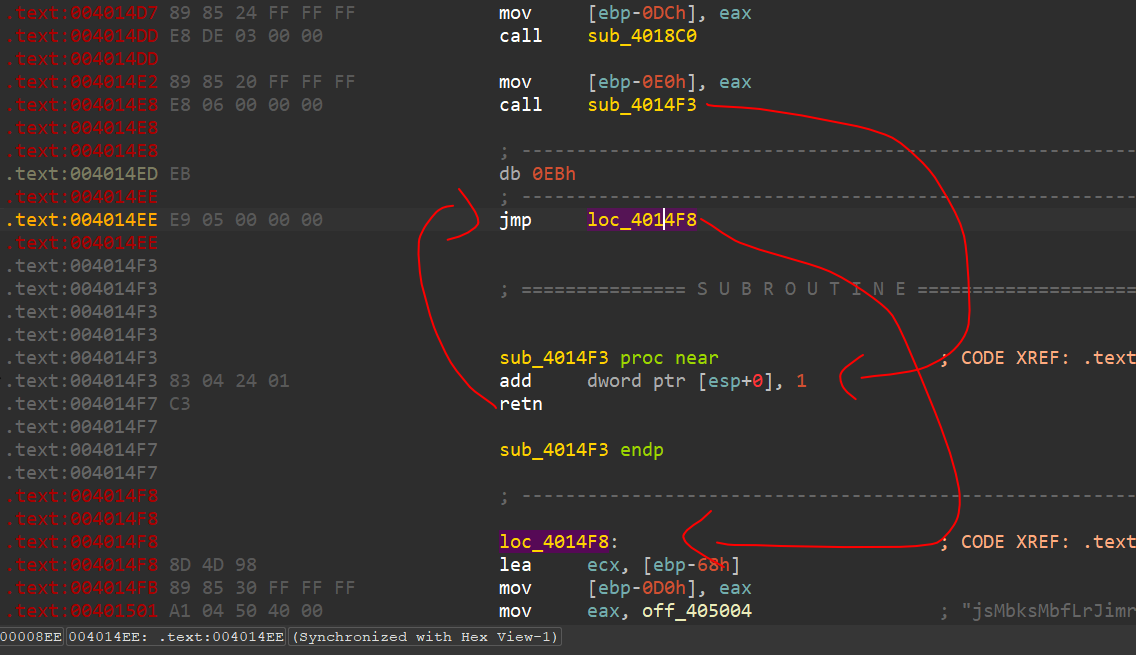 .text:004014D7 89 85 24 FF FF FF mov [ebp-0DCh], eax
.text:004014DD E8 DE 03 00 00 call sub_4018C0
.text:004014DD
.text:004014E2 89 85 20 FF FF FF mov [ebp-0E0h], eax
.text:004014E8 E8 06 00 00 00 call sub_4014F3
.text:004014E8
.text:004014E8 ; ---------------------------------------------------------
.text:004014ED EB db 0EBh
.text:004014EE ; ---------------------------------------------------------
.text:004014EE E9 05 00 00 00 jmp loc_4014F8
.text:004014EE
.text:004014F3
.text:004014F3 ; =============== S U B R O U T I N E ====================
.text:004014F3
.text:004014F3
.text:004014F3 sub_4014F3 proc near ; CODE XREF: .text
.text:004014F3 83 04 24 01 add dword ptr [esp+0], 1
.text:004014F7 C3 retn
.text:004014F7
.text:004014F7 sub_4014F3 endp
.text:004014F7
.text:004014F8 ; ---------------------------------------------------------
.text:004014F8
.text:004014F8 loc_4014F8: ; CODE XREF: .text
.text:004014F8 8D 4D 98 lea ecx, [ebp-68h]
.text:004014FB 89 85 30 FF FF FF mov [ebp-0D0h], eax
.text:00401501 A1 04 50 40 00 mov eax, off_405004 ; "jsMbksMbfLrJimr
00008EE 004014EE: .text:004014EE (Synchronized with Hex View-1)